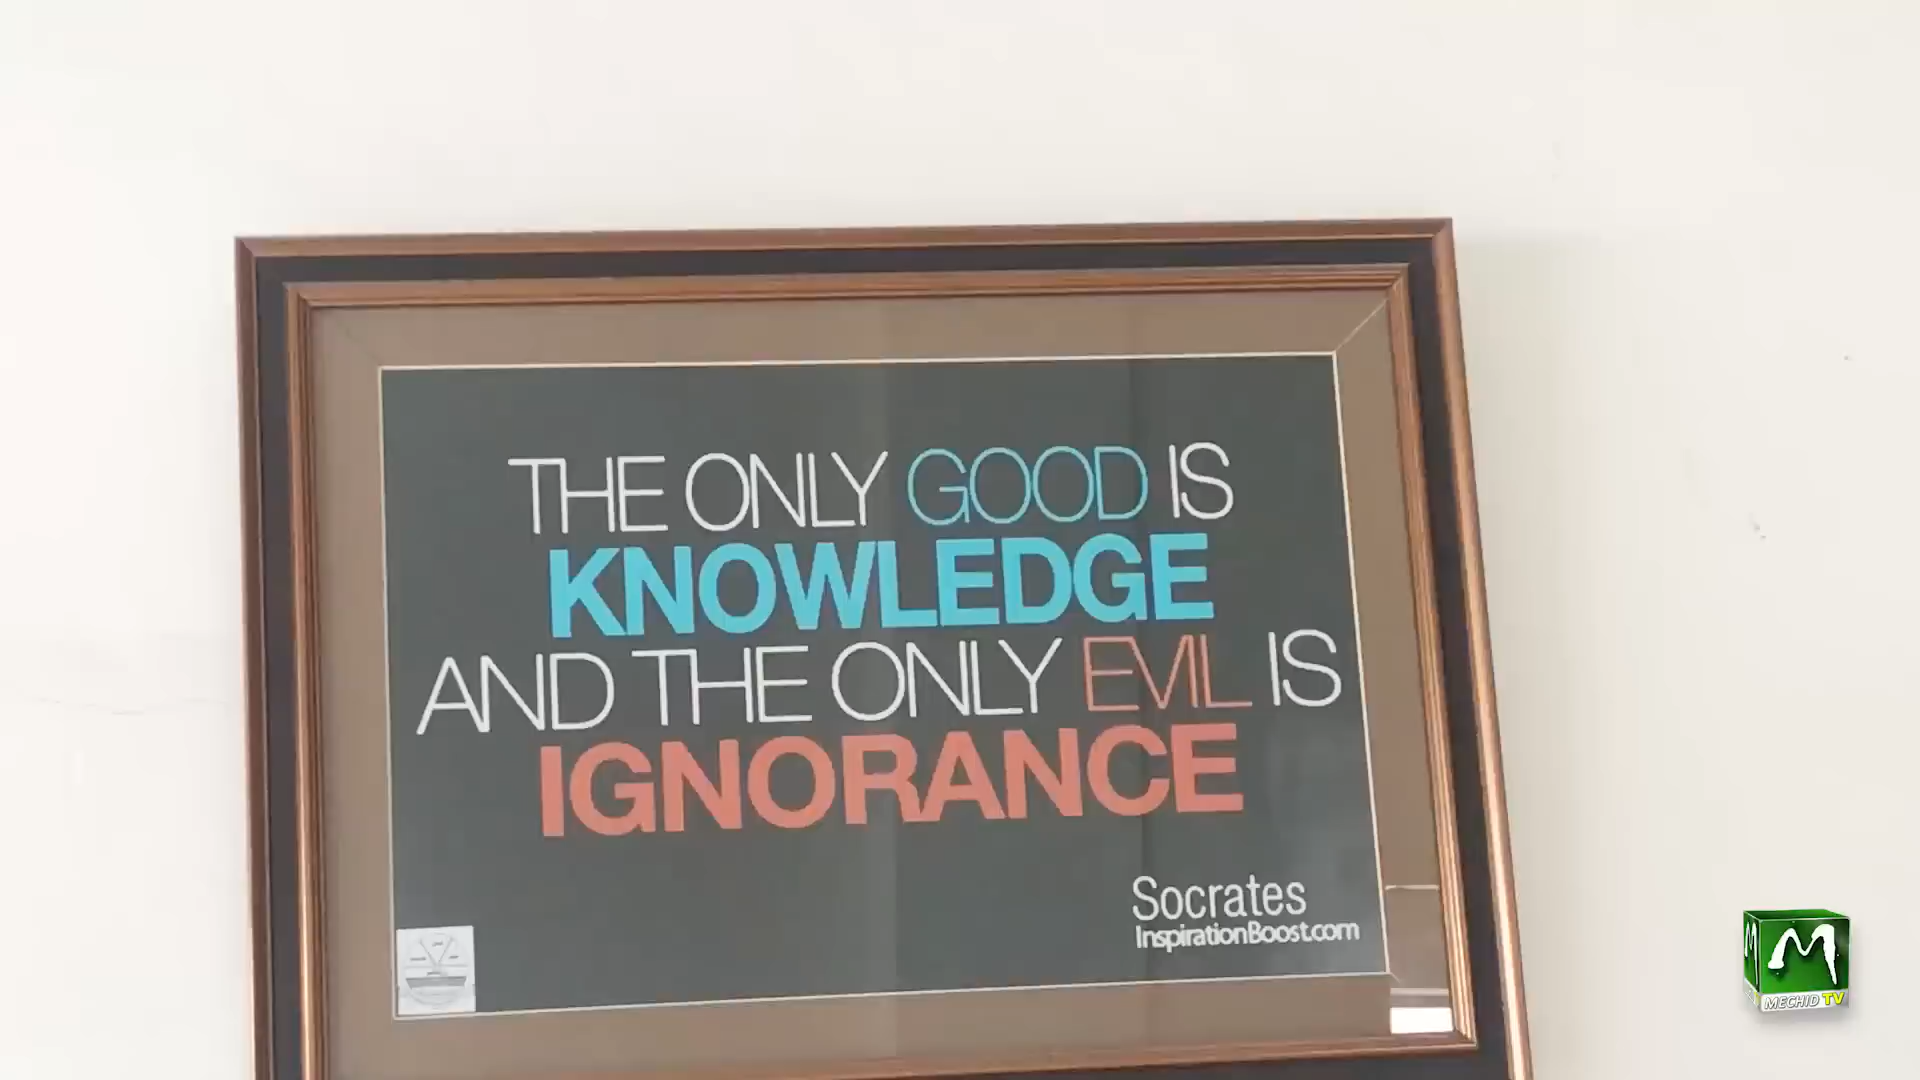 THE ONLY GOOD IS
KNOWLEDGE
AND THE ONLY EVIL IS
IGNORANCE
Socrates
InspirationBoost.com
M
M
MECHID TV